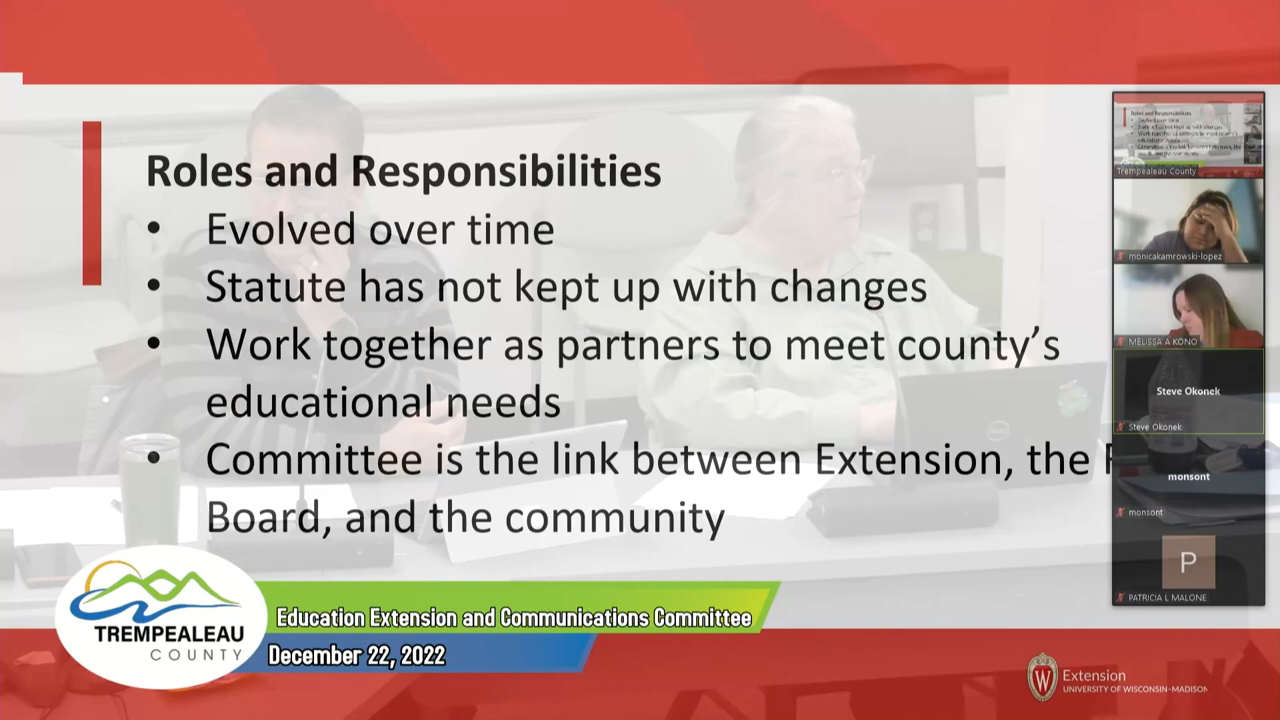 Roles and Responsibilities
• Evolved over time
• Statute has not kept up with changes
• Work together as partners to meet county's
educational needs
• Committee is the link between Extension, the
Board, and the community
Trempealeau County
monicakamrowski-lopez
MELISSA A KONO
Steve Okonek
Steve Okonek
monsont
monsont
P
PATRICIA L MALONE
TREMPEALEAU
COUNTY
Education Extension and Communications Committee
December 22, 2022
W
Extension
UNIVERSITY OF WISCONSIN-MADISON